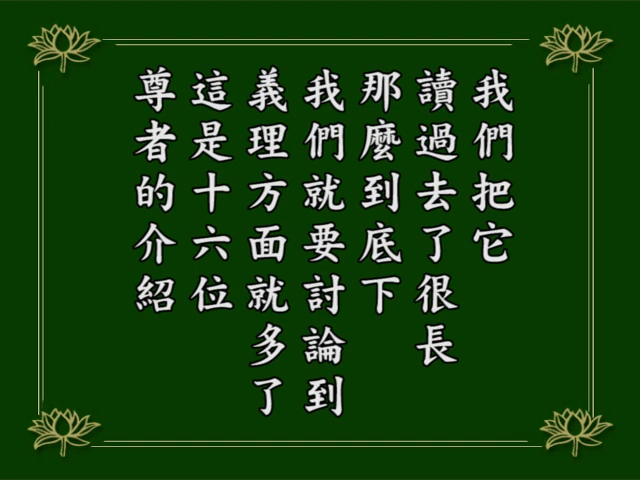 我們把它
讀過去了很長
那麼到底下
我們就要討論到
義理方面就多了
這是十六位
尊者的介紹